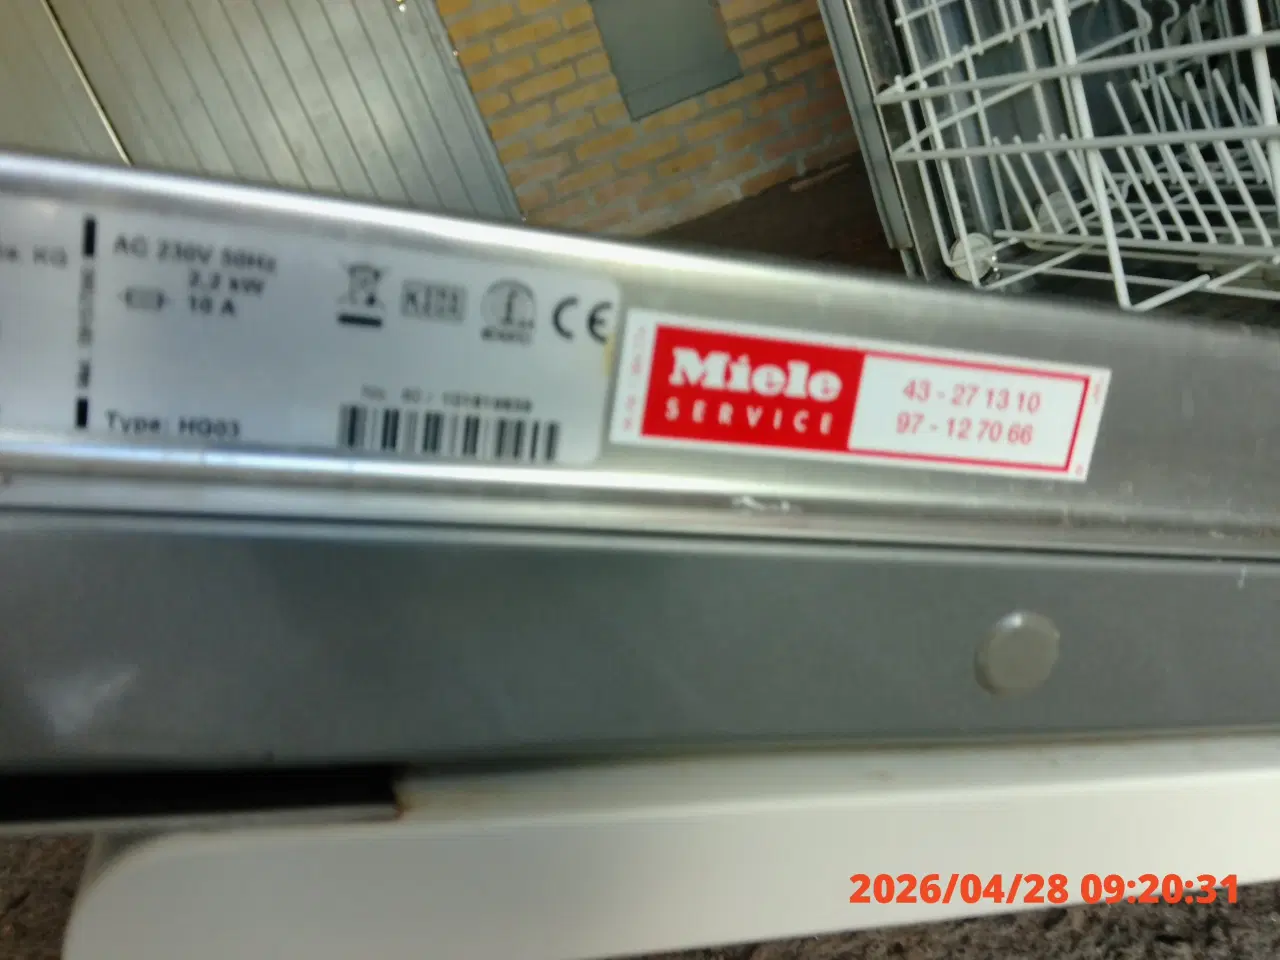 AC 230V 50Hz
2,2 kW
10 A
CE
Type: HG03
Miele
SERVICE
43 - 27 13 10
97 - 12 70 66
2026/04/28 09:20:31